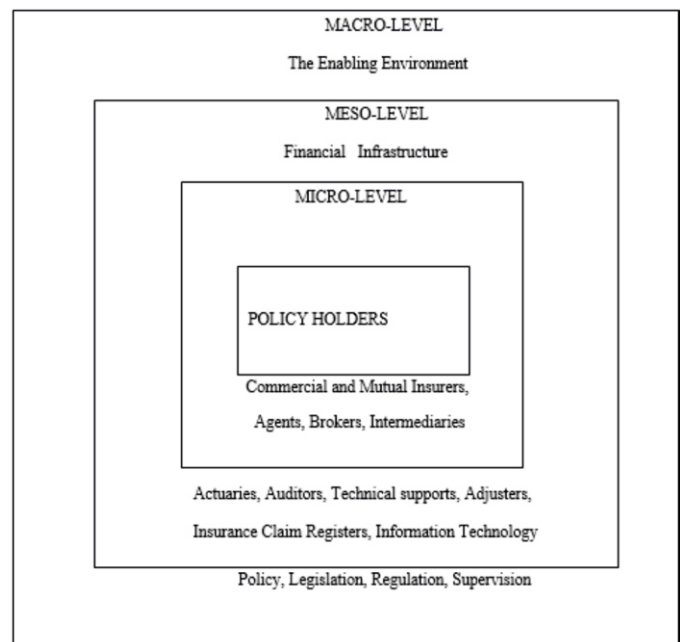 MACRO-LEVEL
The Enabling Environment
MESO-LEVEL
Financial Infrastructure
MICRO-LEVEL
POLICY HOLDERS
Commercial and Mutual Insurers,
Agents, Brokers, Intermediaries
Actuaries, Auditors, Technical supports, Adjusters,
Insurance Claim Registers, Information Technology
Policy, Legislation, Regulation, Supervision